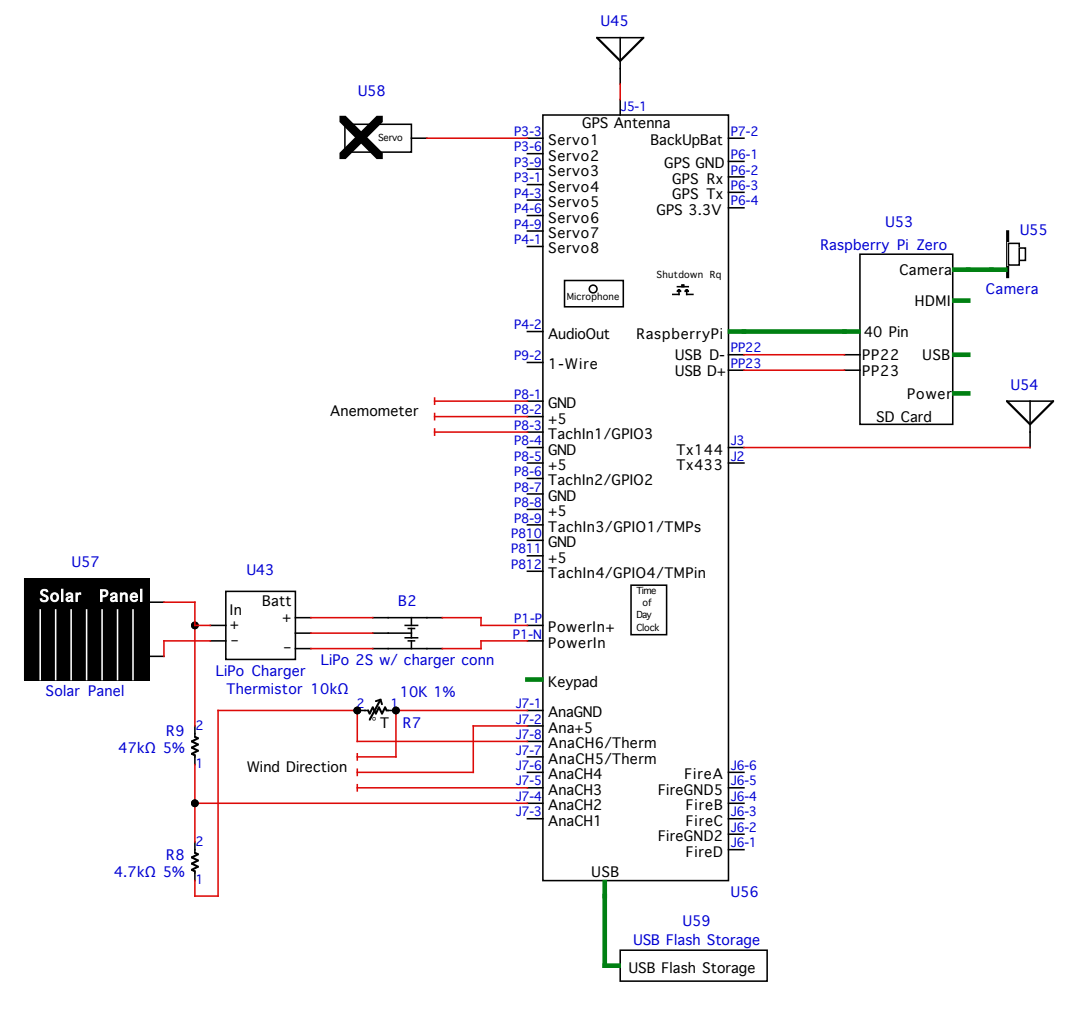 U45
J5-1
GPS Antenna
U58
Servo
P3-3
Servo1
P3-6
Servo2
P3-9
Servo3
P3-1
Servo4
P4-3
Servo5
P4-6
Servo6
P4-9
Servo7
P4-1
Servo8
BackUpBat
P7-2
GPS GND
P6-1
GPS Rx
P6-2
GPS Tx
P6-3
GPS 3.3V
P6-4
U53
Raspberry Pi Zero
Camera
HDMI
40 Pin
PP22
USB
PP23
Power
SD Card
U55
Camera
Shutdown Rq
Microphone
P4-2
AudioOut
P9-2
1-Wire
RaspberryPi
USB D-
PP22
USB D+
PP23
U54
Anemometer
P8-1
GND
P8-2
+5
P8-3
TachIn1/GPIO3
P8-4
GND
P8-5
+5
P8-6
TachIn2/GPIO2
P8-7
GND
P8-8
+5
P8-9
TachIn3/GPIO1/TMPs
P810
GND
P811
+5
P812
TachIn4/GPIO4/TMPin
Tx144
J3
Tx433
J2
Time
of
Day
Clock
U57
Solar Panel
Solar Panel
U43
In
Batt
+
+
−
−
LiPo Charger
B2
LiPo 2S w/ charger conn
P1-P
PowerIn+
P1-N
PowerIn
Keypad
Thermistor 10kΩ
10K 1%
2
1
° T
R7
J7-1
AnaGND
J7-2
Ana+5
J7-8
AnaCH6/Therm
J7-7
AnaCH5/Therm
J7-6
AnaCH4
J7-5
AnaCH3
J7-4
AnaCH2
J7-3
AnaCH1
Wind Direction
R9
47kΩ 5%
2
1
R8
4.7kΩ 5%
2
1
FireA
J6-6
FireGND5
J6-5
FireB
J6-4
FireC
J6-3
FireGND2
J6-2
FireD
J6-1
USB
U56
U59
USB Flash Storage
USB Flash Storage